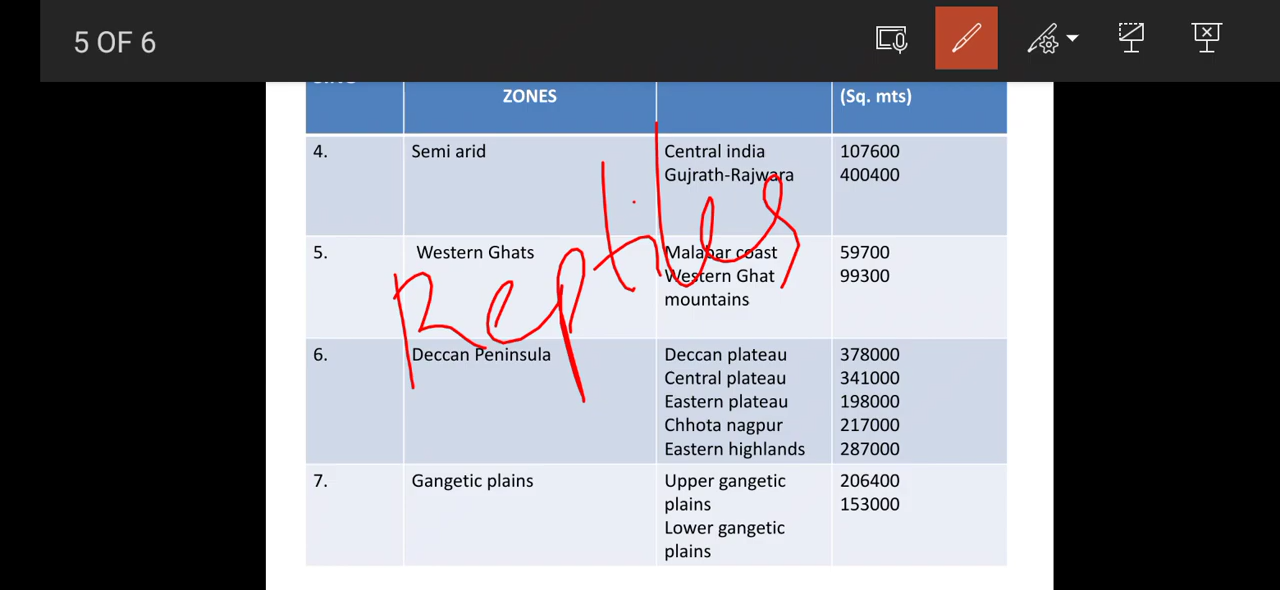 5 OF 6
ZONES
(Sq. mts)
4. Semi arid Central india 107600
Gujrath-Rajwara 400400
5. Western Ghats Malabar coast 59700
Western Ghat 99300
mountains
Reptiles
6. Deccan Peninsula Deccan plateau 378000
Central plateau 341000
Eastern plateau 198000
Chhota nagpur 217000
Eastern highlands 287000
7. Gangetic plains Upper gangetic 206400
plains 153000
Lower gangetic
plains